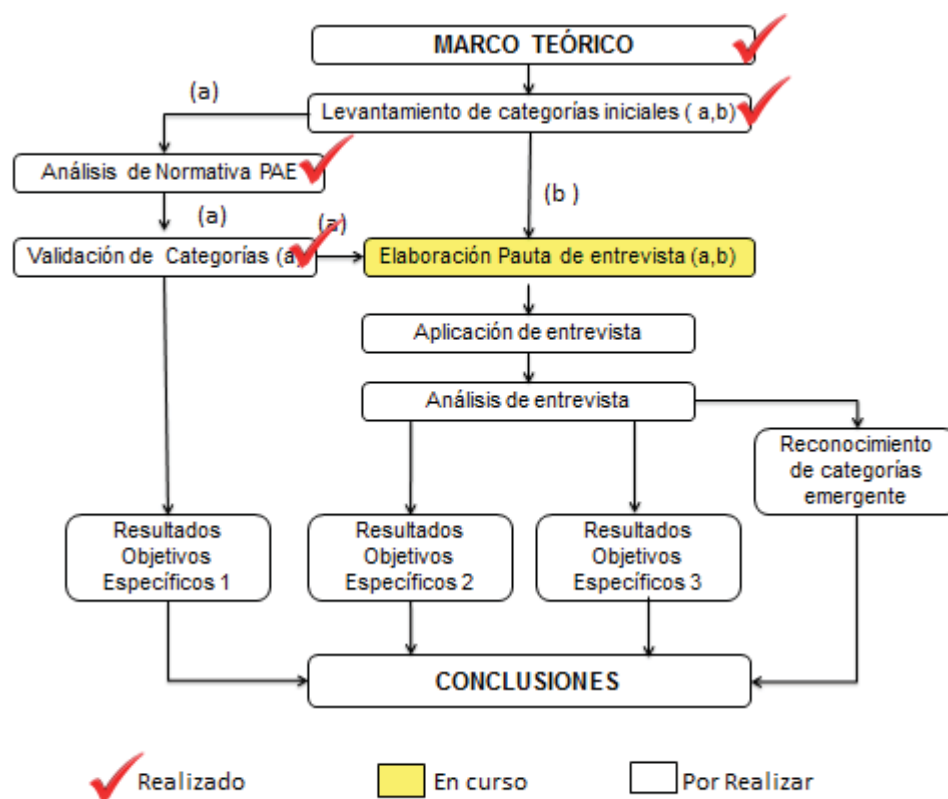 MARCO TEÓRICO
(a)
Levantamiento de categorías iniciales ( a,b)
Análisis de Normativa PAE
(b )
(a)
(a)
Validación de Categorías (a)
Elaboración Pauta de entrevista (a,b)
Aplicación de entrevista
Análisis de entrevista
Reconocimiento
de categorías
emergente
Resultados
Objetivos
Específicos 1
Resultados
Objetivos
Específicos 2
Resultados
Objetivos
Específicos 3
CONCLUSIONES
Realizado
En curso
Por Realizar